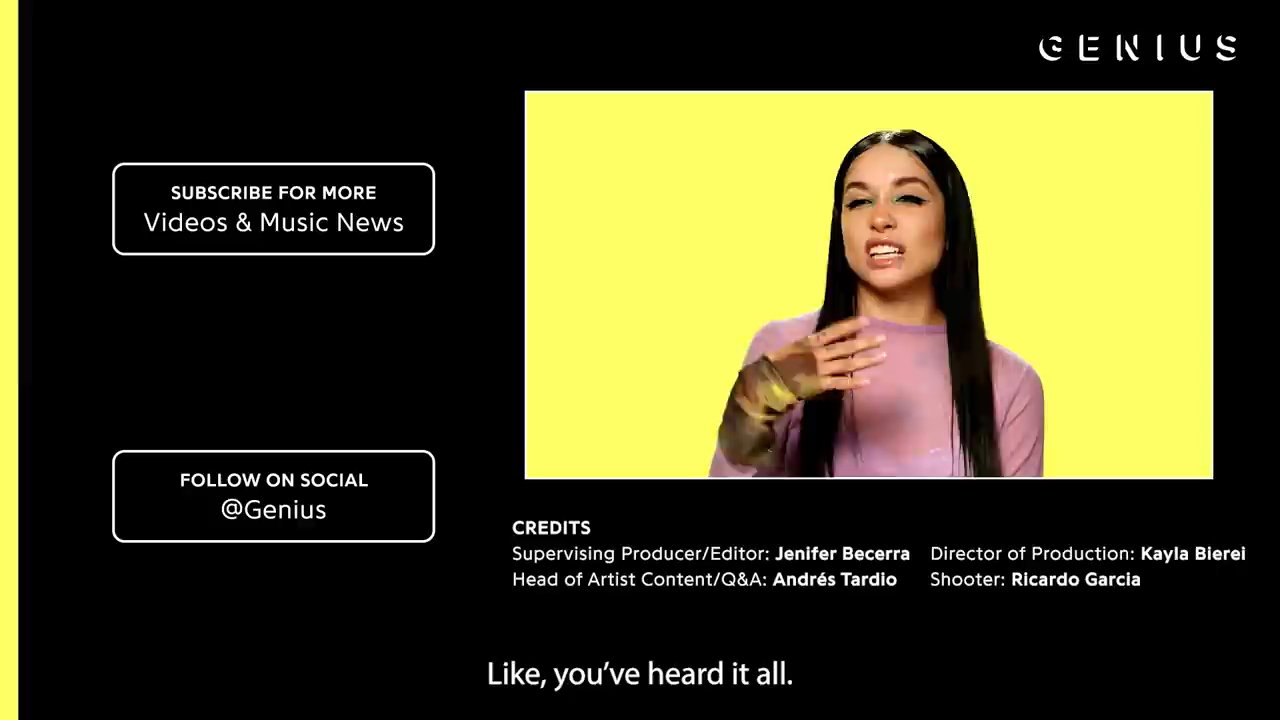 GENIUS
SUBSCRIBE FOR MORE
Videos & Music News
FOLLOW ON SOCIAL
@Genius
CREDITS
Supervising Producer/Editor: Jenifer Becerra
Head of Artist Content/Q&A: Andrés Tardio
Director of Production: Kayla Bierei
Shooter: Ricardo Garcia
Like, you’ve heard it all.